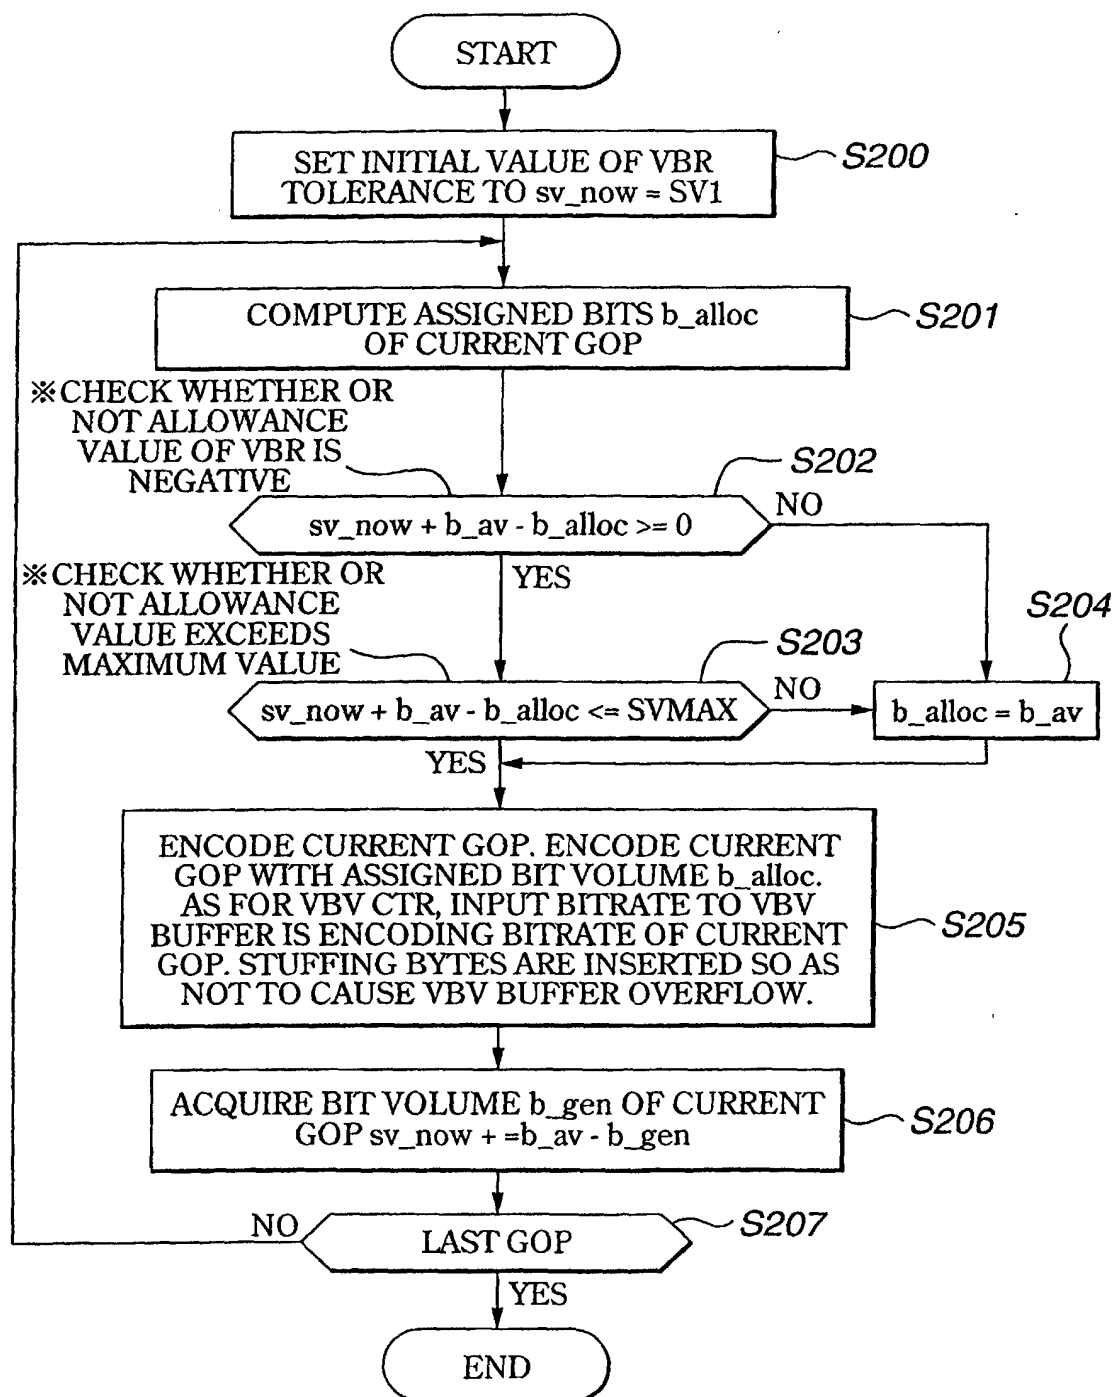 START
SET INITIAL VALUE OF VBR
TOLERANCE TO sv_now = SV1
S200
COMPUTE ASSIGNED BITS b_alloc
OF CURRENT GOP
S201
※CHECK WHETHER OR
NOT ALLOWANCE
VALUE OF VBR IS
NEGATIVE
S202
sv_now + b_av - b_alloc >= 0
NO
YES
※CHECK WHETHER OR
NOT ALLOWANCE
VALUE EXCEEDS
MAXIMUM VALUE
S203
S204
sv_now + b_av - b_alloc <= SVMAX
NO
b_alloc = b_av
YES
ENCODE CURRENT GOP. ENCODE CURRENT
GOP WITH ASSIGNED BIT VOLUME b_alloc.
AS FOR VBV CTR, INPUT BITRATE TO VBV
BUFFER IS ENCODING BITRATE OF CURRENT
GOP. STUFFING BYTES ARE INSERTED SO AS
NOT TO CAUSE VBV BUFFER OVERFLOW.
S205
ACQUIRE BIT VOLUME b_gen OF CURRENT
GOP sv_now + =b_av - b_gen
S206
NO
LAST GOP
S207
YES
END